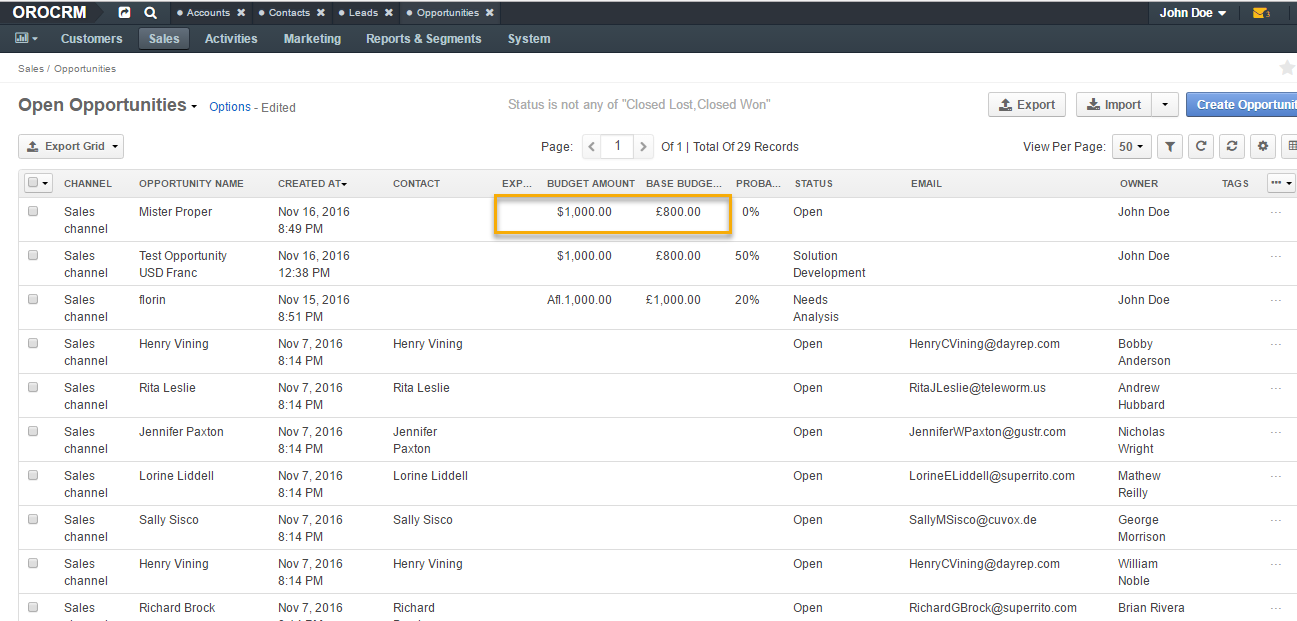 OROCRM
● Accounts ✖ ● Contacts ✖ ● Leads ✖ ● Opportunities ✖
John Doe
3
Customers Sales Activities Marketing Reports & Segments System
Sales / Opportunities
Open Opportunities Options - Edited
Status is not any of "Closed Lost,Closed Won"
Export Import Create Opportunit
Export Grid Page: < 1 > Of 1 | Total Of 29 Records View Per Page: 50
CHANNEL OPPORTUNITY NAME CREATED AT CONTACT EXP... BUDGET AMOUNT BASE BUDGE... PROBA... STATUS EMAIL OWNER TAGS
Sales Mister Proper Nov 16, 2016 $1,000.00 £800.00 0% Open John Doe ...
channel 8:49 PM
Sales Test Opportunity Nov 16, 2016 $1,000.00 £800.00 50% Solution John Doe ...
channel USD Franc 12:38 PM Development
Sales florin Nov 15, 2016 Afl.1,000.00 £1,000.00 20% Needs John Doe ...
channel 8:51 PM Analysis
Sales Henry Vining Nov 7, 2016 Henry Vining Open HenryCVining@dayrep.com Bobby ...
channel 8:14 PM Anderson
Sales Rita Leslie Nov 7, 2016 Rita Leslie Open RitaJLeslie@teleworm.us Andrew ...
channel 8:14 PM Hubbard
Sales Jennifer Paxton Nov 7, 2016 Jennifer Open JenniferWPaxton@gustr.com Nicholas ...
channel 8:14 PM Paxton Wright
Sales Lorine Liddell Nov 7, 2016 Lorine Liddell Open LorineELiddell@superrito.com Mathew ...
channel 8:14 PM Reilly
Sales Sally Sisco Nov 7, 2016 Sally Sisco Open SallyMSisco@cuvox.de George ...
channel 8:14 PM Morrison
Sales Henry Vining Nov 7, 2016 Henry Vining Open HenryCVining@dayrep.com William ...
channel 8:14 PM Noble
Sales Richard Brock Nov 7, 2016 Richard Open RichardGBrock@superrito.com Brian Rivera ...